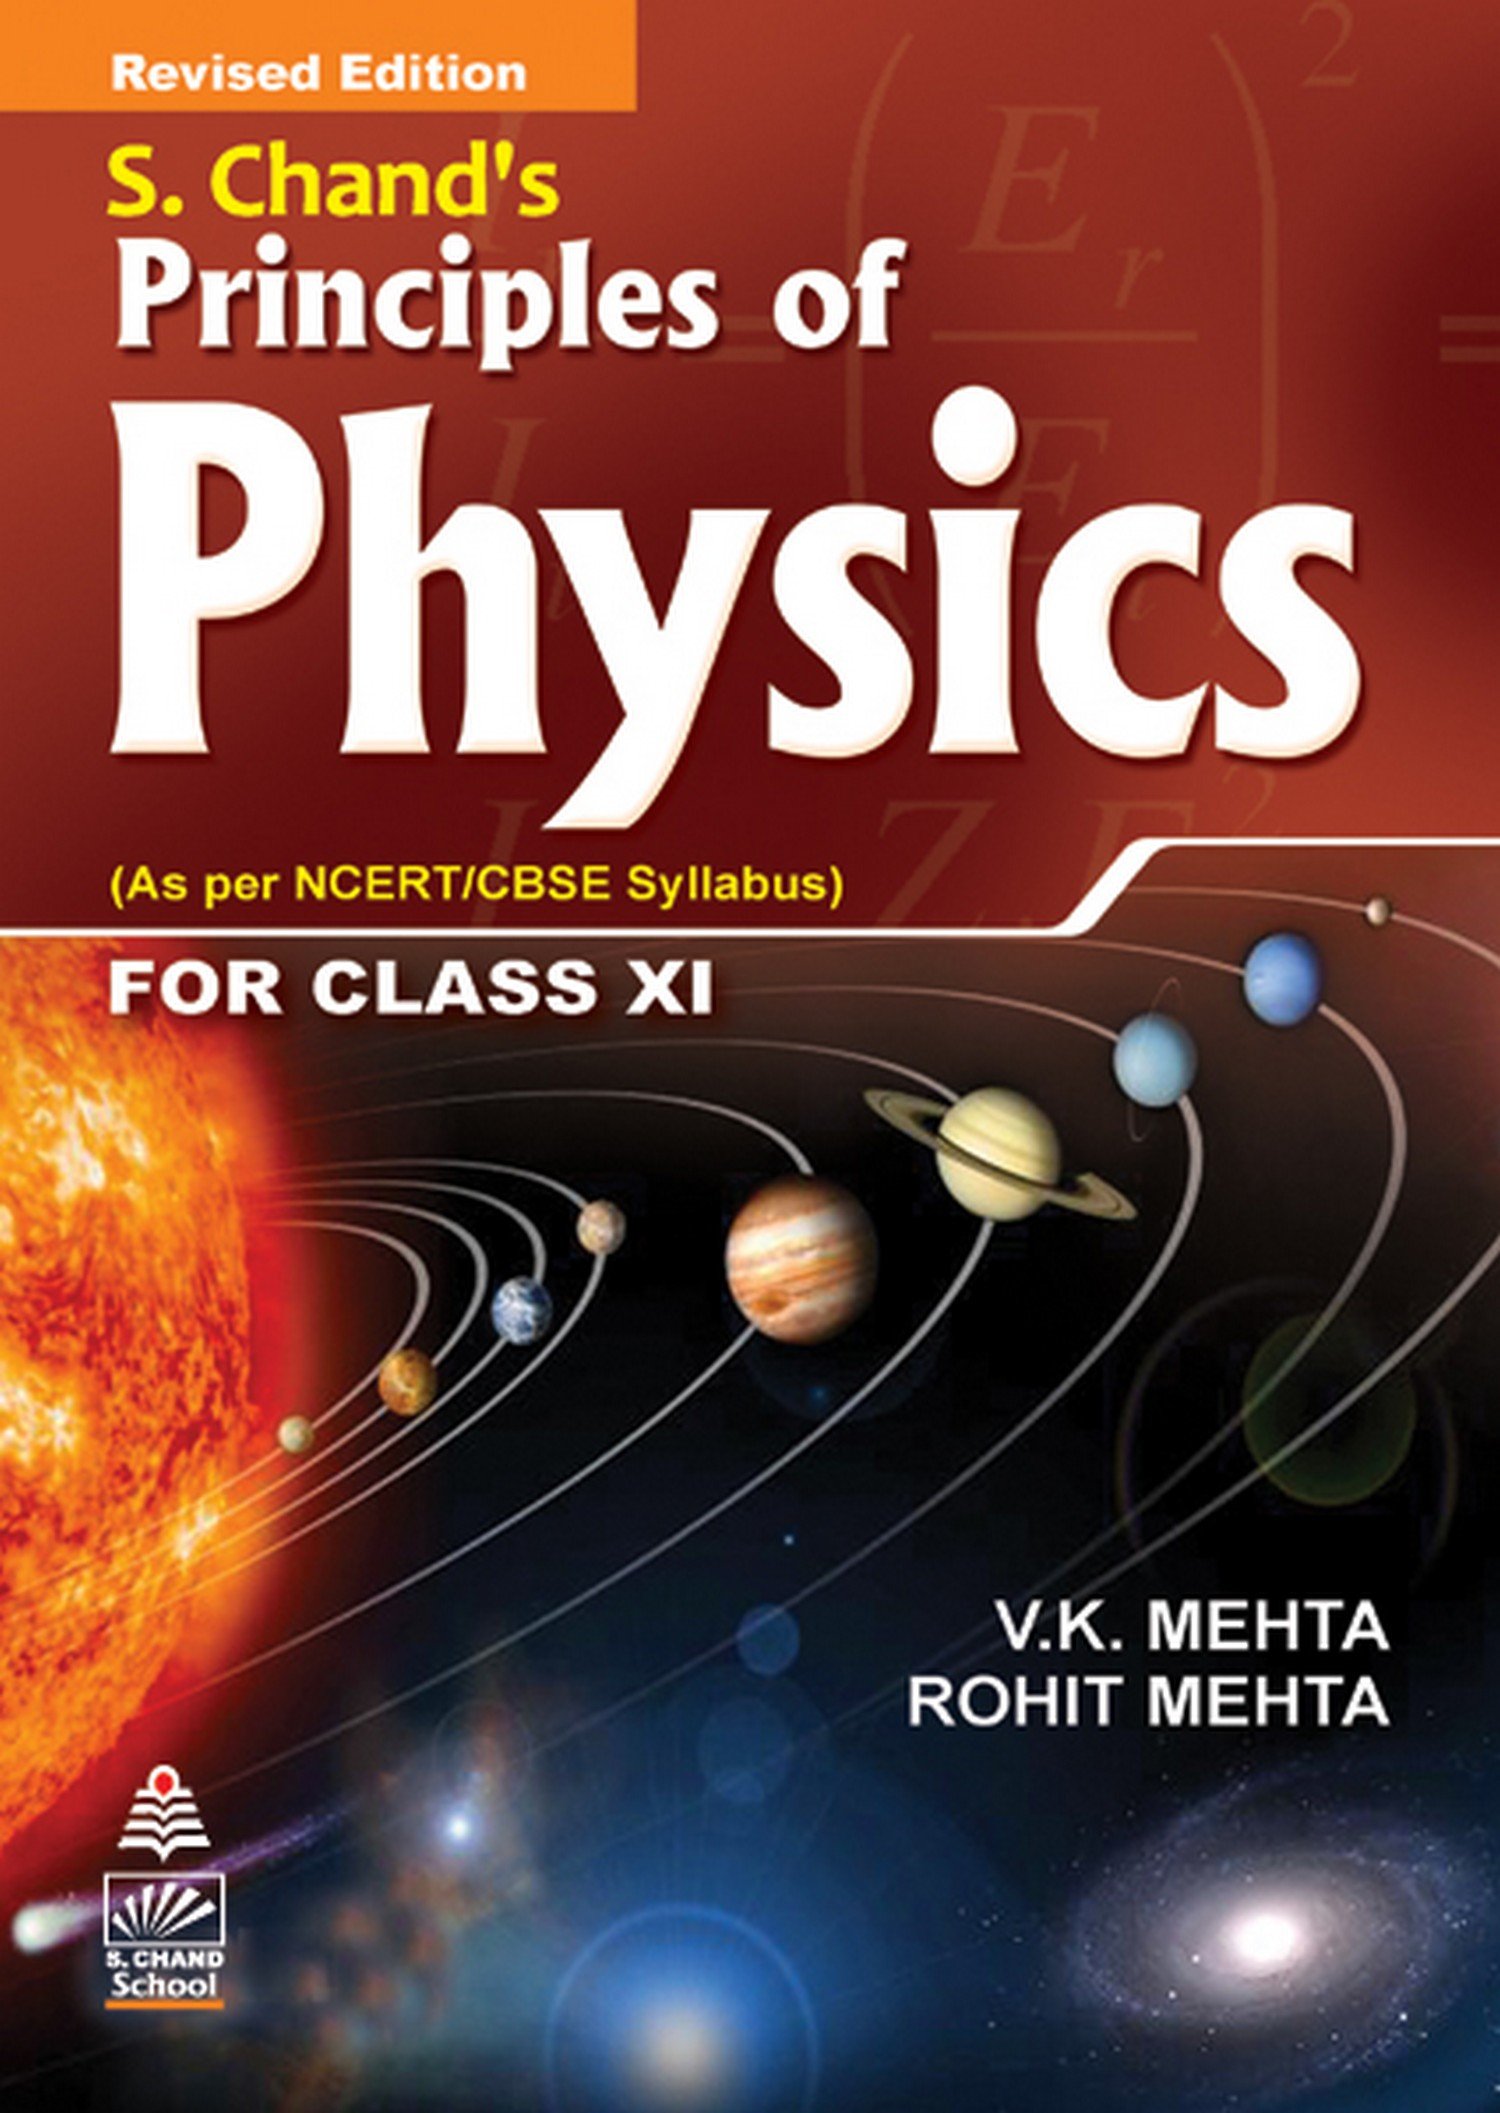 Revised Edition
S. Chand's
Principles of
Physics
(As per NCERT/CBSE Syllabus)
FOR CLASS XI
V.K. MEHTA
ROHIT MEHTA
S. CHAND
School